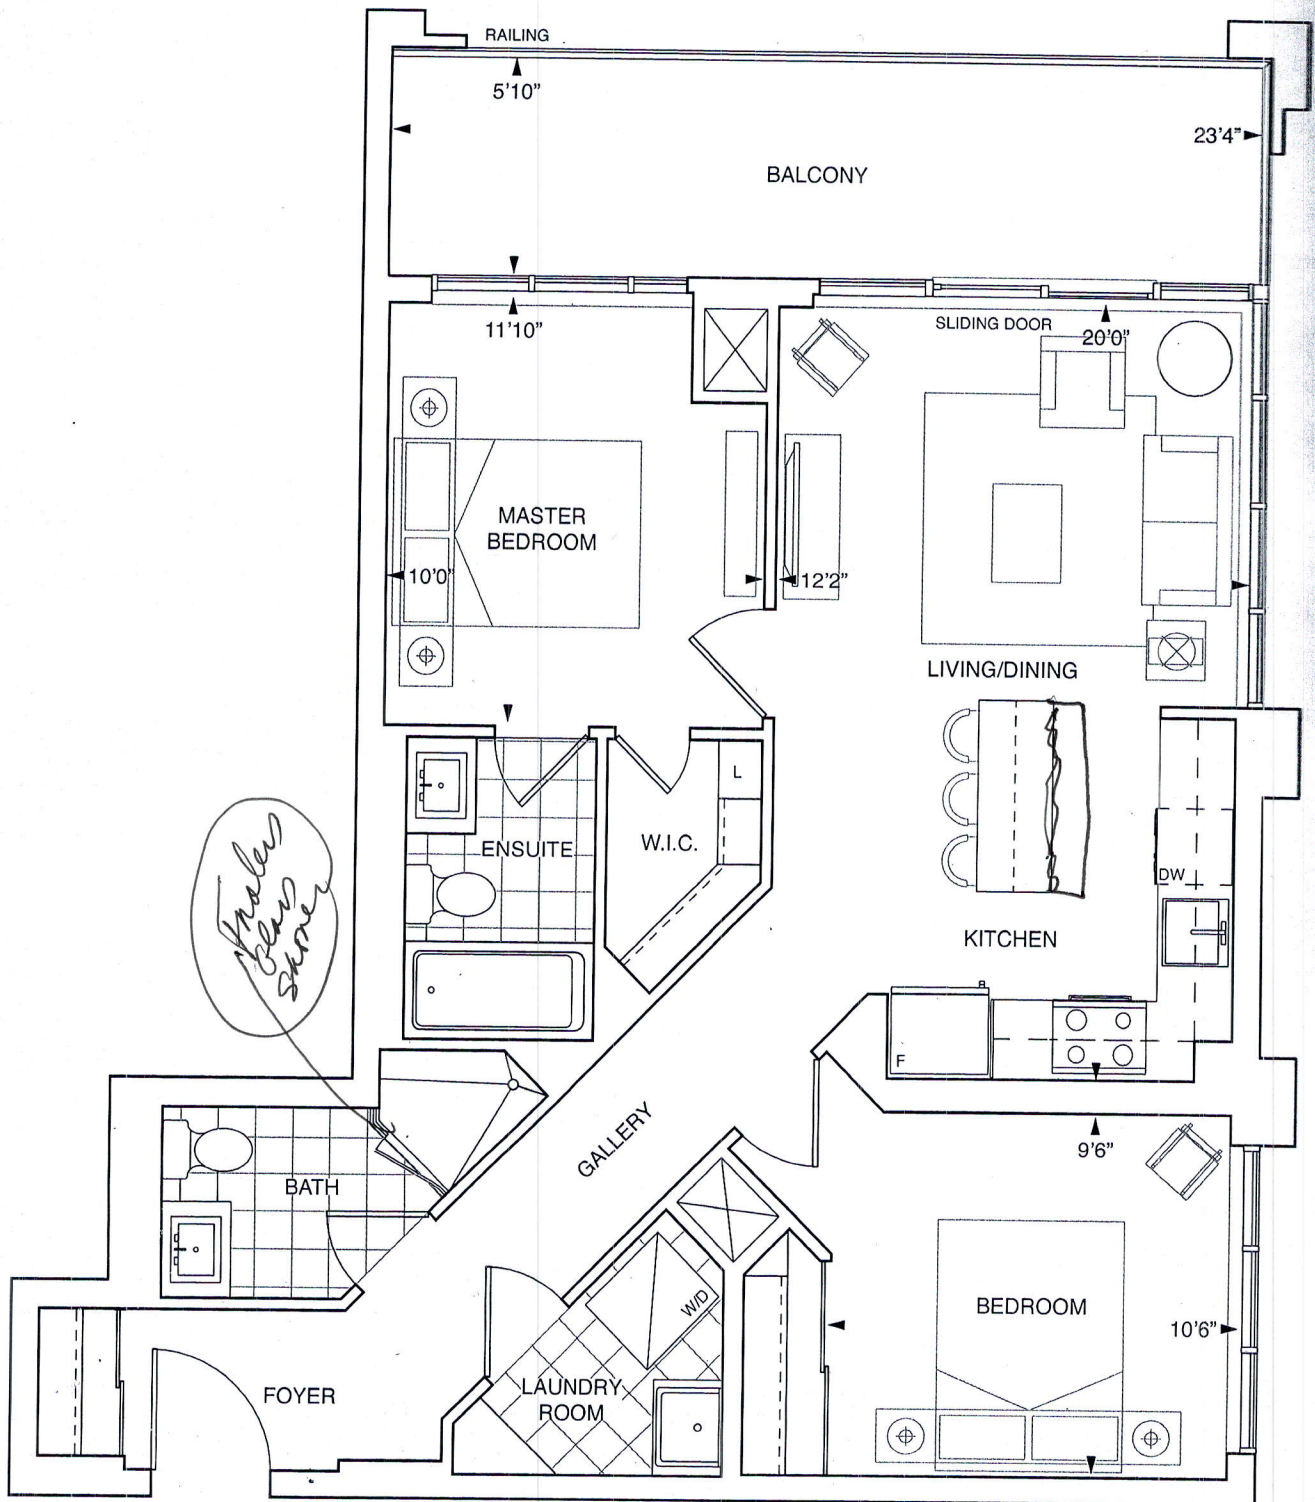 RAILING
5'10"
23'4"
BALCONY
11'10"
SLIDING DOOR
20'0"
MASTER
BEDROOM
10'0"
12'2"
LIVING/DINING
L
ENSUITE
W.I.C.
DW
KITCHEN
F
glass
GALLERY
9'6"
BATH
W/D
BEDROOM
10'6"
LAUNDRY
ROOM
FOYER